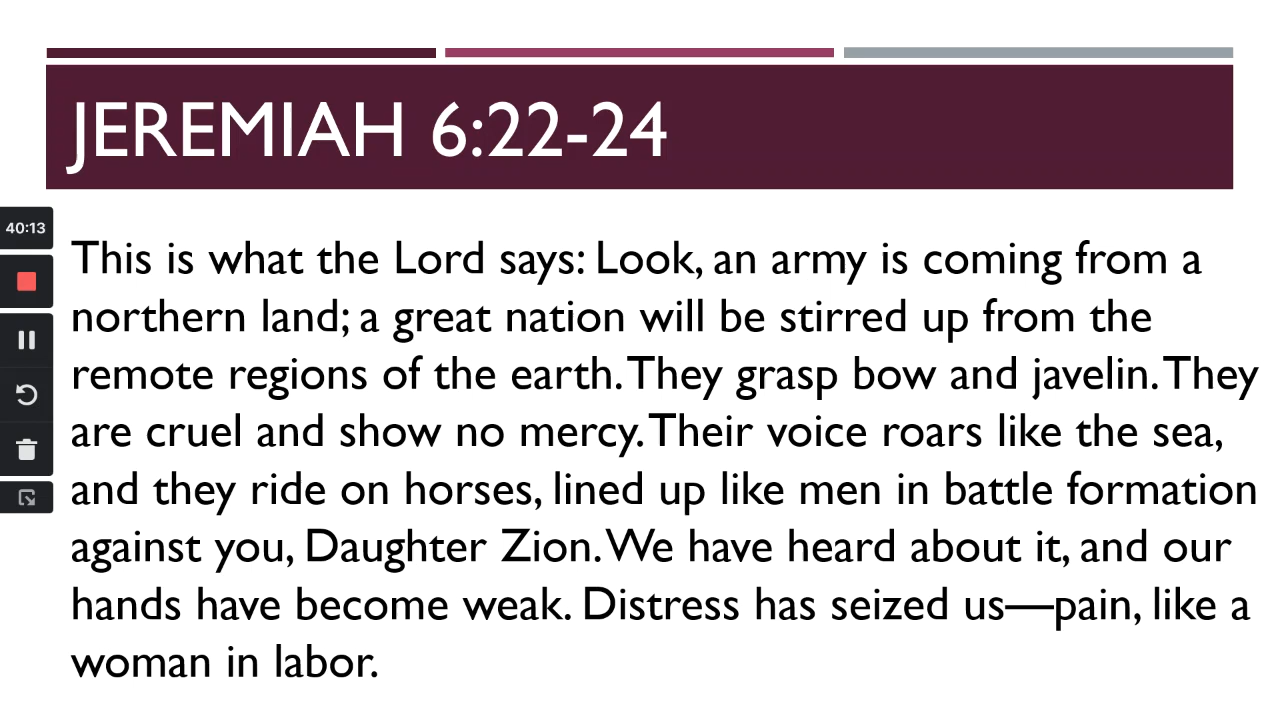 JEREMIAH 6:22-24
40:13
This is what the Lord says: Look, an army is coming from a
northern land; a great nation will be stirred up from the
remote regions of the earth. They grasp bow and javelin. They
are cruel and show no mercy. Their voice roars like the sea,
and they ride on horses, lined up like men in battle formation
against you, Daughter Zion. We have heard about it, and our
hands have become weak. Distress has seized us—pain, like a
woman in labor.